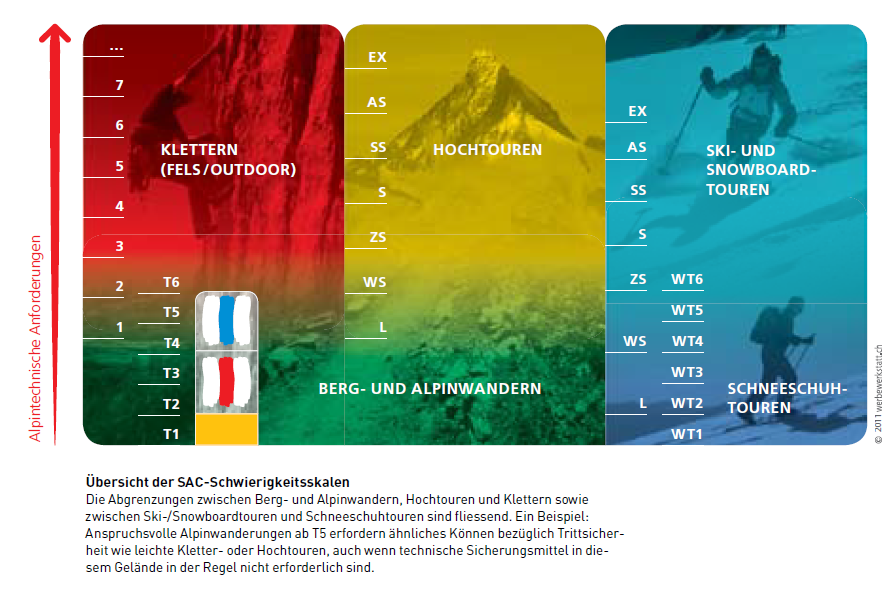 Alpintechnische Anforderungen
...
7
6
5
4
3
2
1
KLETTERN
(FELS/OUTDOOR)
T6
T5
T4
T3
T2
T1
EX
AS
SS
S
ZS
WS
L
HOCHTOUREN
BERG- UND ALPINWANDERN
EX
AS
SS
S
ZS
WS
L
SKI- UND
SNOWBOARD-
TOUREN
WT6
WT5
WT4
WT3
WT2
WT1
SCHNEESCHUH-
TOUREN
© 2011 werbewerkstatt.ch
Übersicht der SAC-Schwierigkeitsskalen
Die Abgrenzungen zwischen Berg- und Alpinwandern, Hochtouren und Klettern sowie
zwischen Ski-/Snowboardtouren und Schneeschuhtouren sind fliessend. Ein Beispiel:
Anspruchsvolle Alpinwanderungen ab T5 erfordern ähnliches Können bezüglich Trittsicher-
heit wie leichte Kletter- oder Hochtouren, auch wenn technische Sicherungsmittel in die-
sem Gelände in der Regel nicht erforderlich sind.